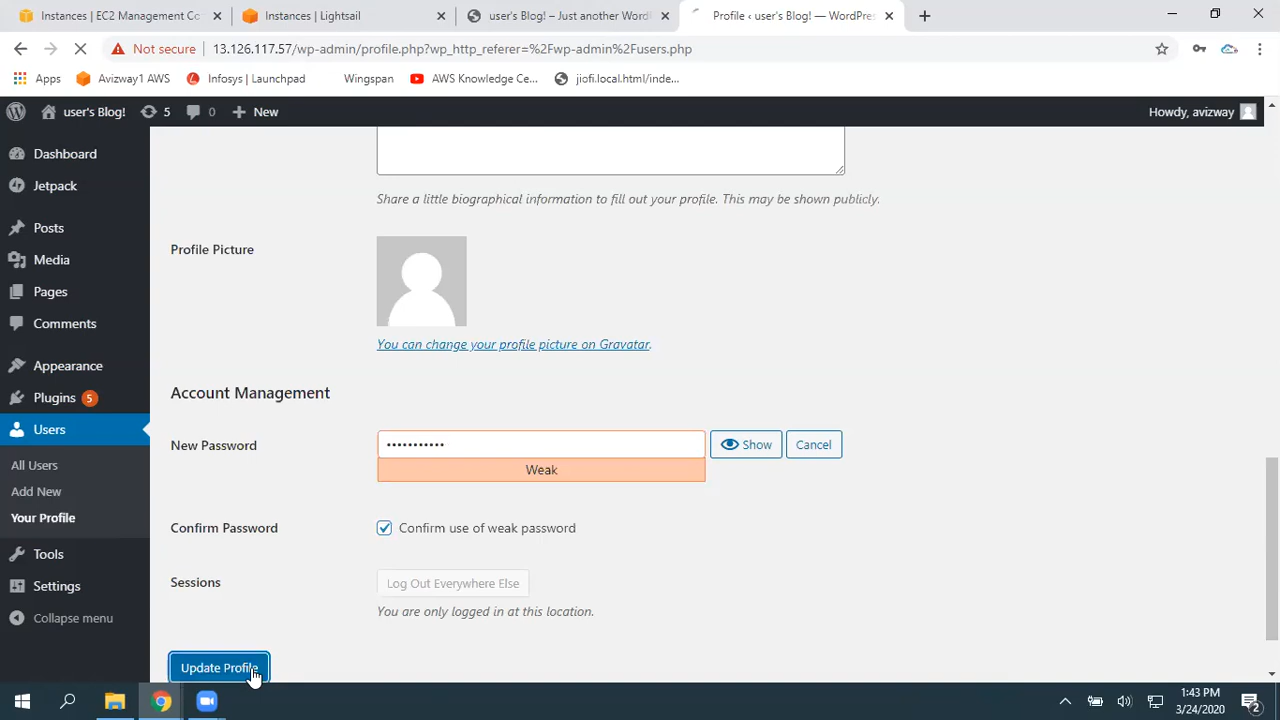 Instances | EC2 Management Co
Instances | Lightsail
user's Blog! – Just another Word
Profile ‹ user's Blog! — WordPres
Not secure
13.126.117.57/wp-admin/profile.php?wp_http_referer=%2Fwp-admin%2Fusers.php
Apps
Avizway1 AWS
Infosys | Launchpad
Wingspan
AWS Knowledge Ce...
jiofi.local.html/inde...
user's Blog!
5
0
New
Howdy, avizway
Dashboard
Jetpack
Posts
Media
Pages
Comments
Appearance
Plugins 5
Users
All Users
Add New
Your Profile
Tools
Settings
Collapse menu
Share a little biographical information to fill out your profile. This may be shown publicly.
Profile Picture
You can change your profile picture on Gravatar.
Account Management
New Password
•••••••••••
Show
Cancel
Weak
Confirm Password
Confirm use of weak password
Sessions
Log Out Everywhere Else
You are only logged in at this location.
Update Profile
1:43 PM
3/24/2020
2